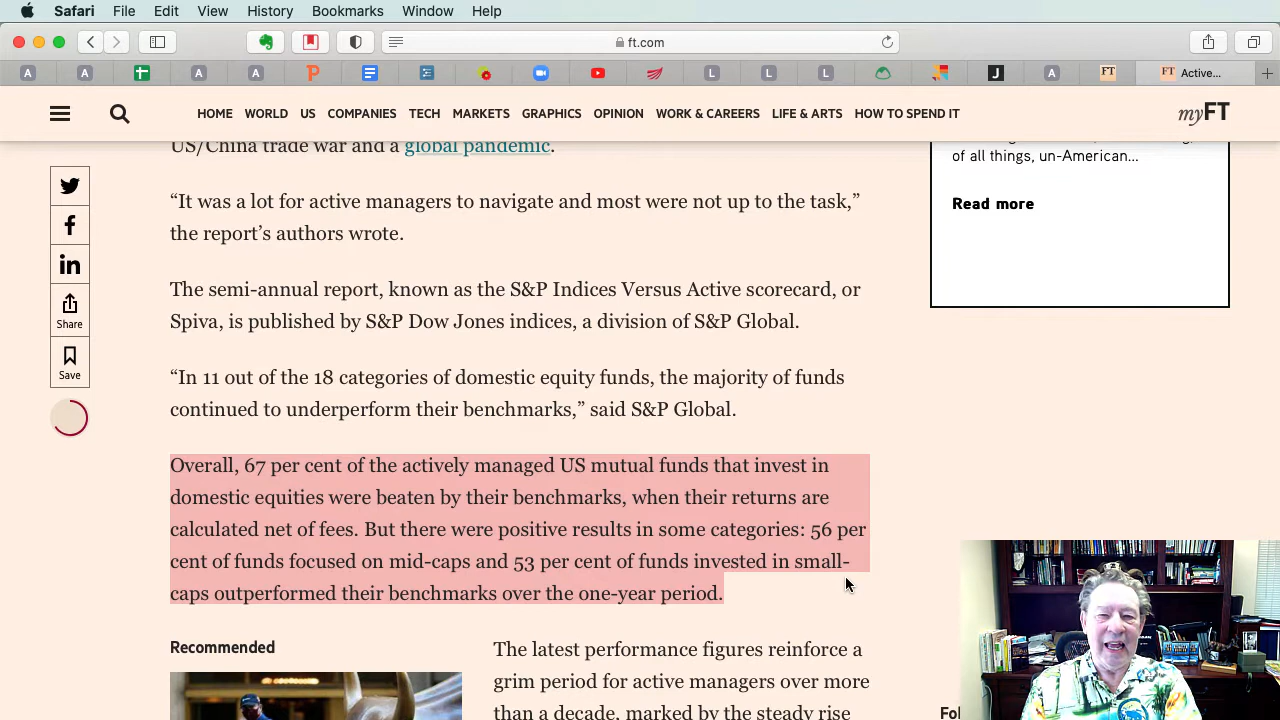 Safari File Edit View History Bookmarks Window Help
ft.com
A A A A P L L L J A FT FT Active...
HOME WORLD US COMPANIES TECH MARKETS GRAPHICS OPINION WORK & CAREERS LIFE & ARTS HOW TO SPEND IT
myFT
US/China trade war and a global pandemic.
“It was a lot for active managers to navigate and most were not up to the task,”
the report’s authors wrote.
The semi-annual report, known as the S&P Indices Versus Active scorecard, or
Spiva, is published by S&P Dow Jones indices, a division of S&P Global.
“In 11 out of the 18 categories of domestic equity funds, the majority of funds
continued to underperform their benchmarks,” said S&P Global.
Overall, 67 per cent of the actively managed US mutual funds that invest in
domestic equities were beaten by their benchmarks, when their returns are
calculated net of fees. But there were positive results in some categories: 56 per
cent of funds focused on mid-caps and 53 per cent of funds invested in small-
caps outperformed their benchmarks over the one-year period.
Recommended
The latest performance figures reinforce a
grim period for active managers over more
than a decade, marked by the steady rise
Share
Save
of all things, un-American...
Read more
Fol